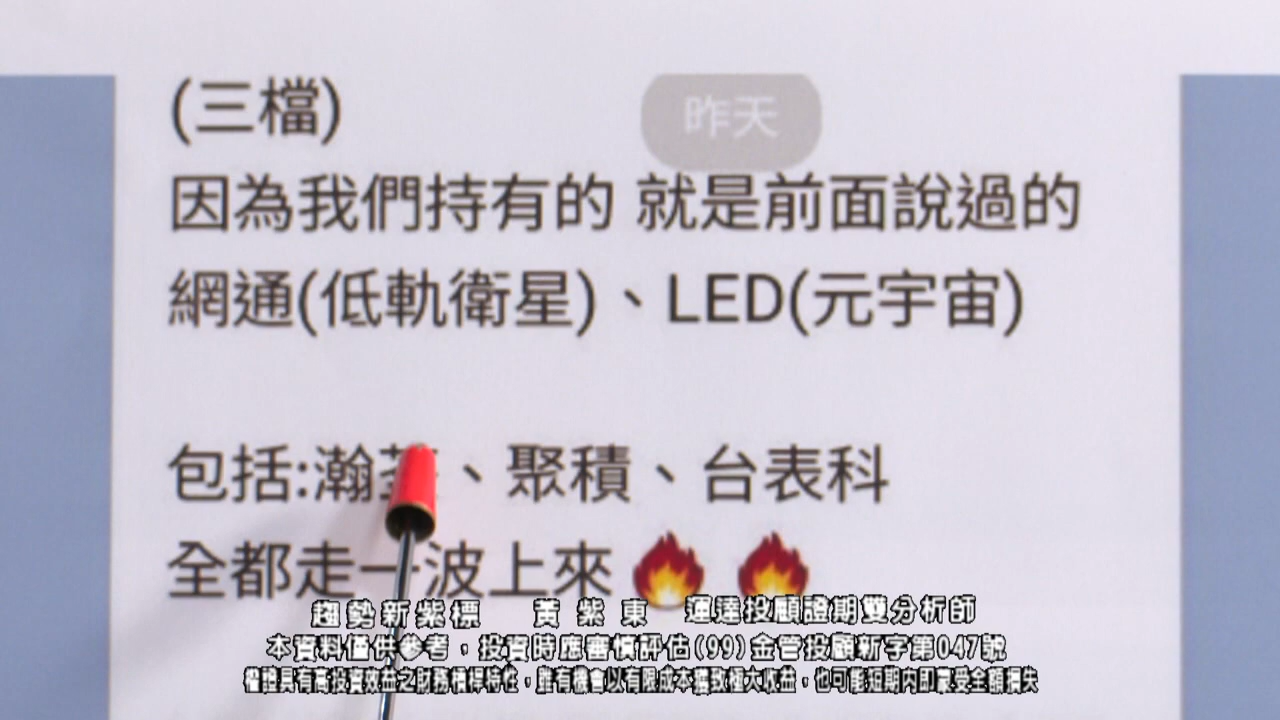 (三檔)
昨天
因為我們持有的 就是前面說過的
網通(低軌衛星)、LED(元宇宙)
包括:瀚、聚積、台表科
全都走一波上來🔥 🔥
趨勢新紫標 黃紫東 運達投顧證期雙分析師
本資料僅供參考,投資時應審慎評估(99)金管投顧新字第047號
權證具有高投資效益之財務槓桿特性,雖有機會以有限成本獲致極大收益,也可能短期內即蒙受全額損失